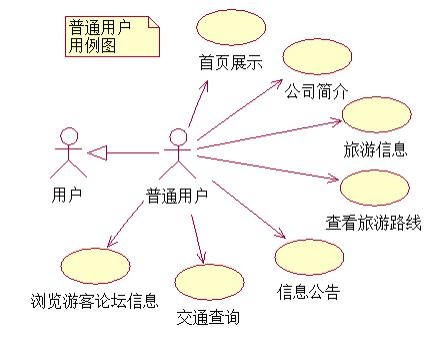 普通用户
用例图
首页展示
公司简介
旅游信息
用户
普通用户
查看旅游路线
信息公告
浏览游客论坛信息
交通查询